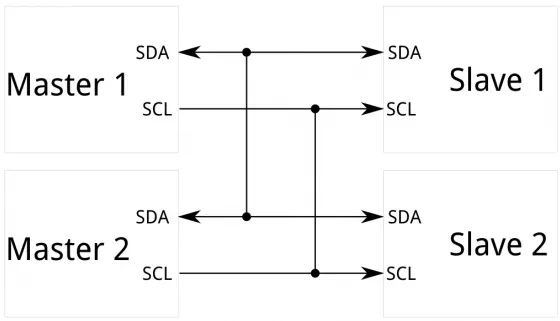 SDA
SDA
Master 1
Slave 1
SCL
SCL
SDA
SDA
Master 2
Slave 2
SCL
SCL